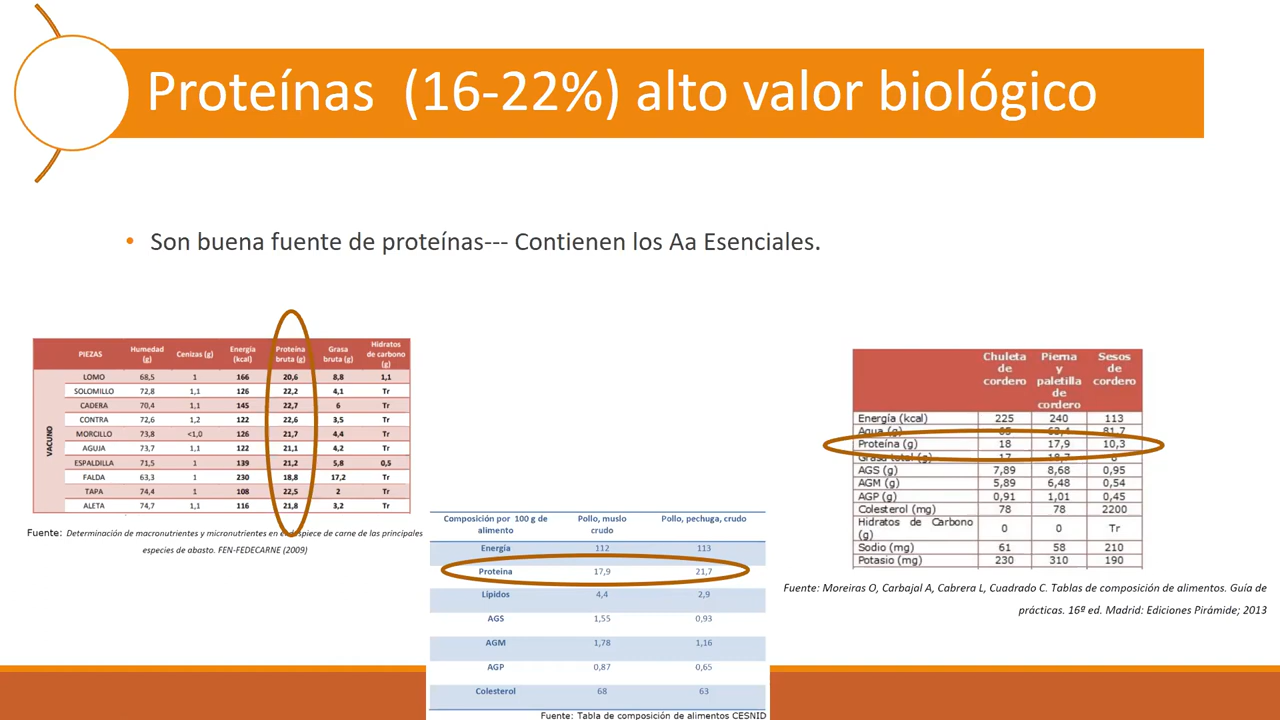 Proteínas (16-22%) alto valor biológico
• Son buena fuente de proteínas--- Contienen los Aa Esenciales.
PIEZAS Humedad (g) Cenizas (g) Energía (kcal) Proteína bruta (g) Grasa bruta (g) Hidratos de carbono (g)
VACUNO
LOMO 68,5 1 166 20,6 8,8 1,1
SOLOMILLO 72,8 1,1 126 22,2 4,1 Tr
CADERA 70,4 1,1 145 22,7 6 Tr
CONTRA 72,6 1,2 122 22,6 3,5 Tr
MORCILLO 73,8 <1,0 126 21,7 4,4 Tr
AGUJA 73,7 1,1 122 21,1 4,2 Tr
ESPALDILLA 71,5 1 139 21,2 5,8 0,5
FALDA 63,3 1 230 18,8 17,2 Tr
TAPA 74,4 1 108 22,5 2 Tr
ALETA 74,7 1,1 116 21,8 3,2 Tr
Fuente: Determinación de macronutrientes y micronutrientes en el despiece de carne de las principales
especies de abasto. FEN-FEDECARNE (2009)
Composición por 100 g de alimento Pollo, muslo crudo Pollo, pechuga, crudo
Energía 112 113
Proteina 17,9 21,7
Lípidos 4,4 2,9
AGS 1,55 0,93
AGM 1,78 1,16
AGP 0,87 0,65
Colesterol 68 63
Fuente: Tabla de composición de alimentos CESNID
Chuleta de cordero Pierna y paletilla de cordero Sesos de cordero
Energía (kcal) 225 240 113
Agua (g) 65 63,4 81,7
Proteína (g) 18 17,9 10,3
Grasa total (g) 17 18,7 8
AGS (g) 7,89 8,68 0,95
AGM (g) 5,89 6,48 0,54
AGP (g) 0,91 1,01 0,45
Colesterol (mg) 78 78 2200
Hidratos de Carbono (g) 0 0 Tr
Sodio (mg) 61 58 210
Potasio (mg) 230 310 190
Fuente: Moreiras O, Carbajal A, Cabrera L, Cuadrado C. Tablas de composición de alimentos. Guía de
prácticas. 16ª ed. Madrid: Ediciones Pirámide; 2013